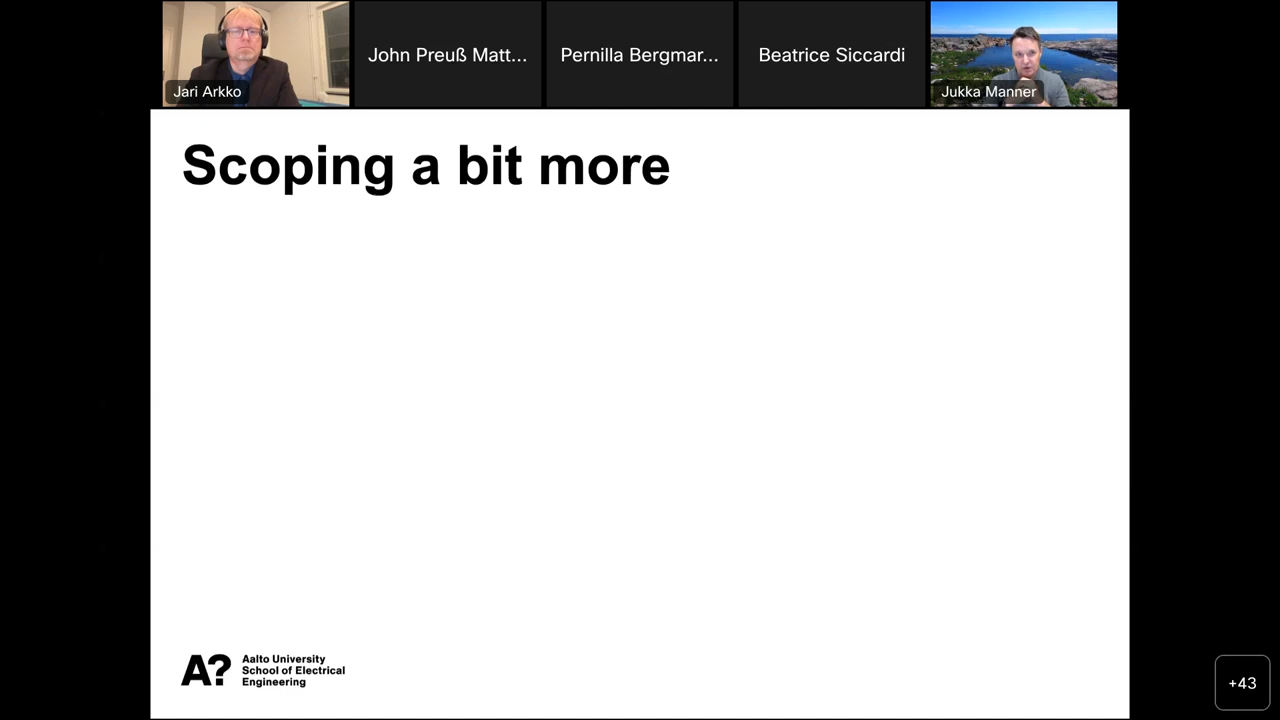 Jari Arkko
John Preuß Matt...
Pernilla Bergmar...
Beatrice Siccardi
Jukka Manner
Scoping a bit more
A?
Aalto University
School of Electrical
Engineering
+43